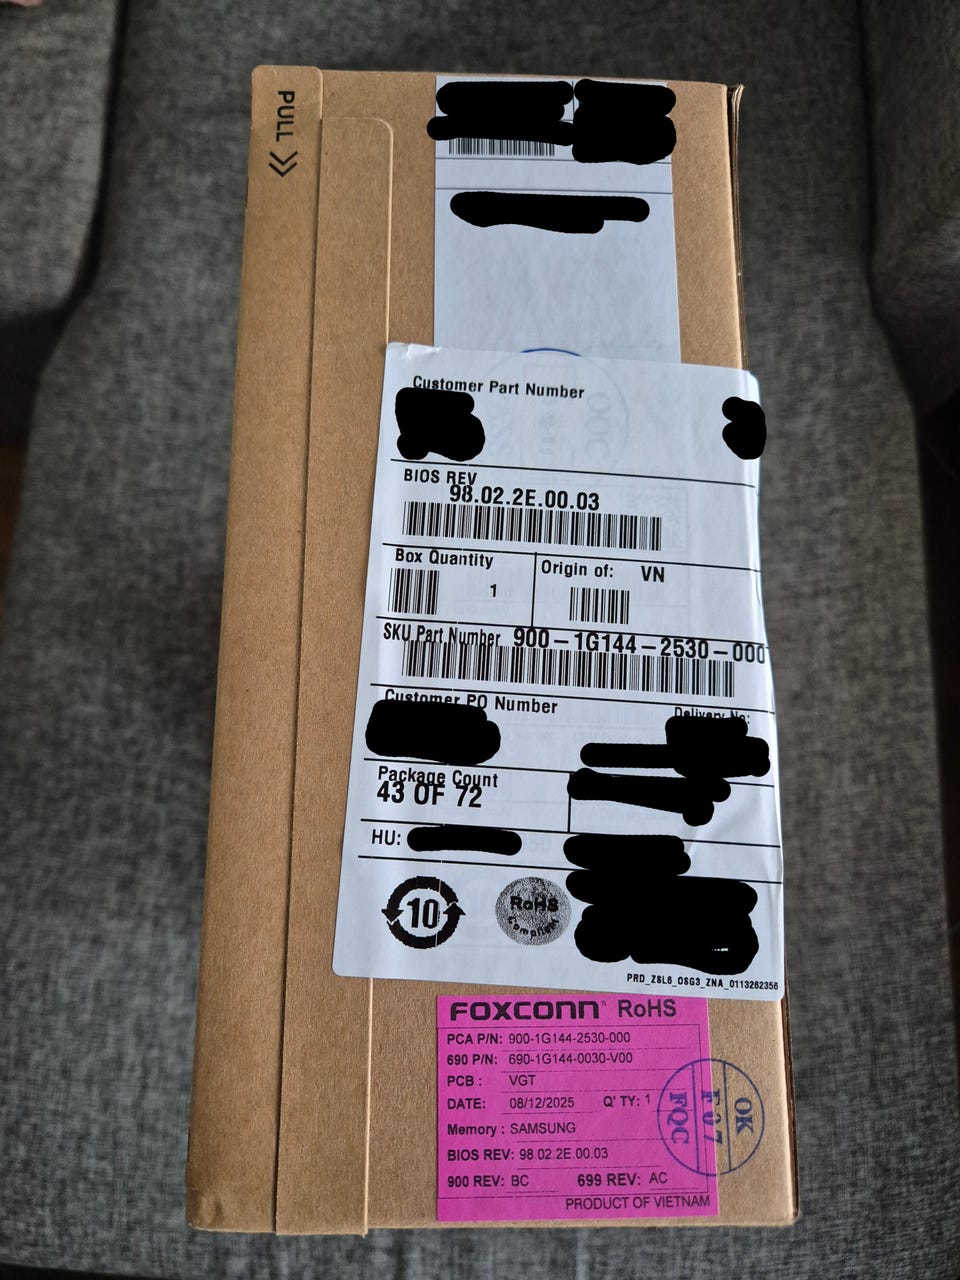 PULL >>
Customer Part Number
BIOS REV
98.02.2E.00.03
Box Quantity
1
Origin of: VN
SKU Part Number 900-1G144-2530-000
Customer PO Number
Delivery No:
Package Count
43 OF 72
HU:
10
RoHS
Compliant
PRD_ZSL6_OSG3_ZNA_0113262356
FOXCONN® RoHS
PCA P/N: 900-1G144-2530-000
690 P/N: 690-1G144-0030-V00
PCB : VGT
DATE: 08/12/2025 Q'TY: 1
Memory : SAMSUNG
BIOS REV: 98.02.2E.00.03
900 REV: BC 699 REV: AC
PRODUCT OF VIETNAM
OK
F07
FQC
OQC